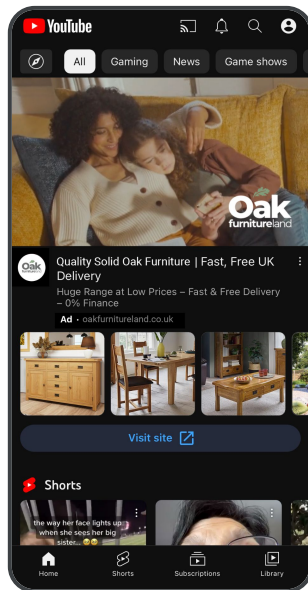 YouTube
All
Gaming
News
Game shows
Oak
furnitureland
Oak
furnitureland
Quality Solid Oak Furniture | Fast, Free UK
Delivery
Huge Range at Low Prices – Fast & Free Delivery
– 0% Finance
Ad • oakfurnitureland.co.uk
Visit site
Shorts
the way her face lights up
when she sees her big
sister... 🥺🥺
Home
Shorts
Subscriptions
Library